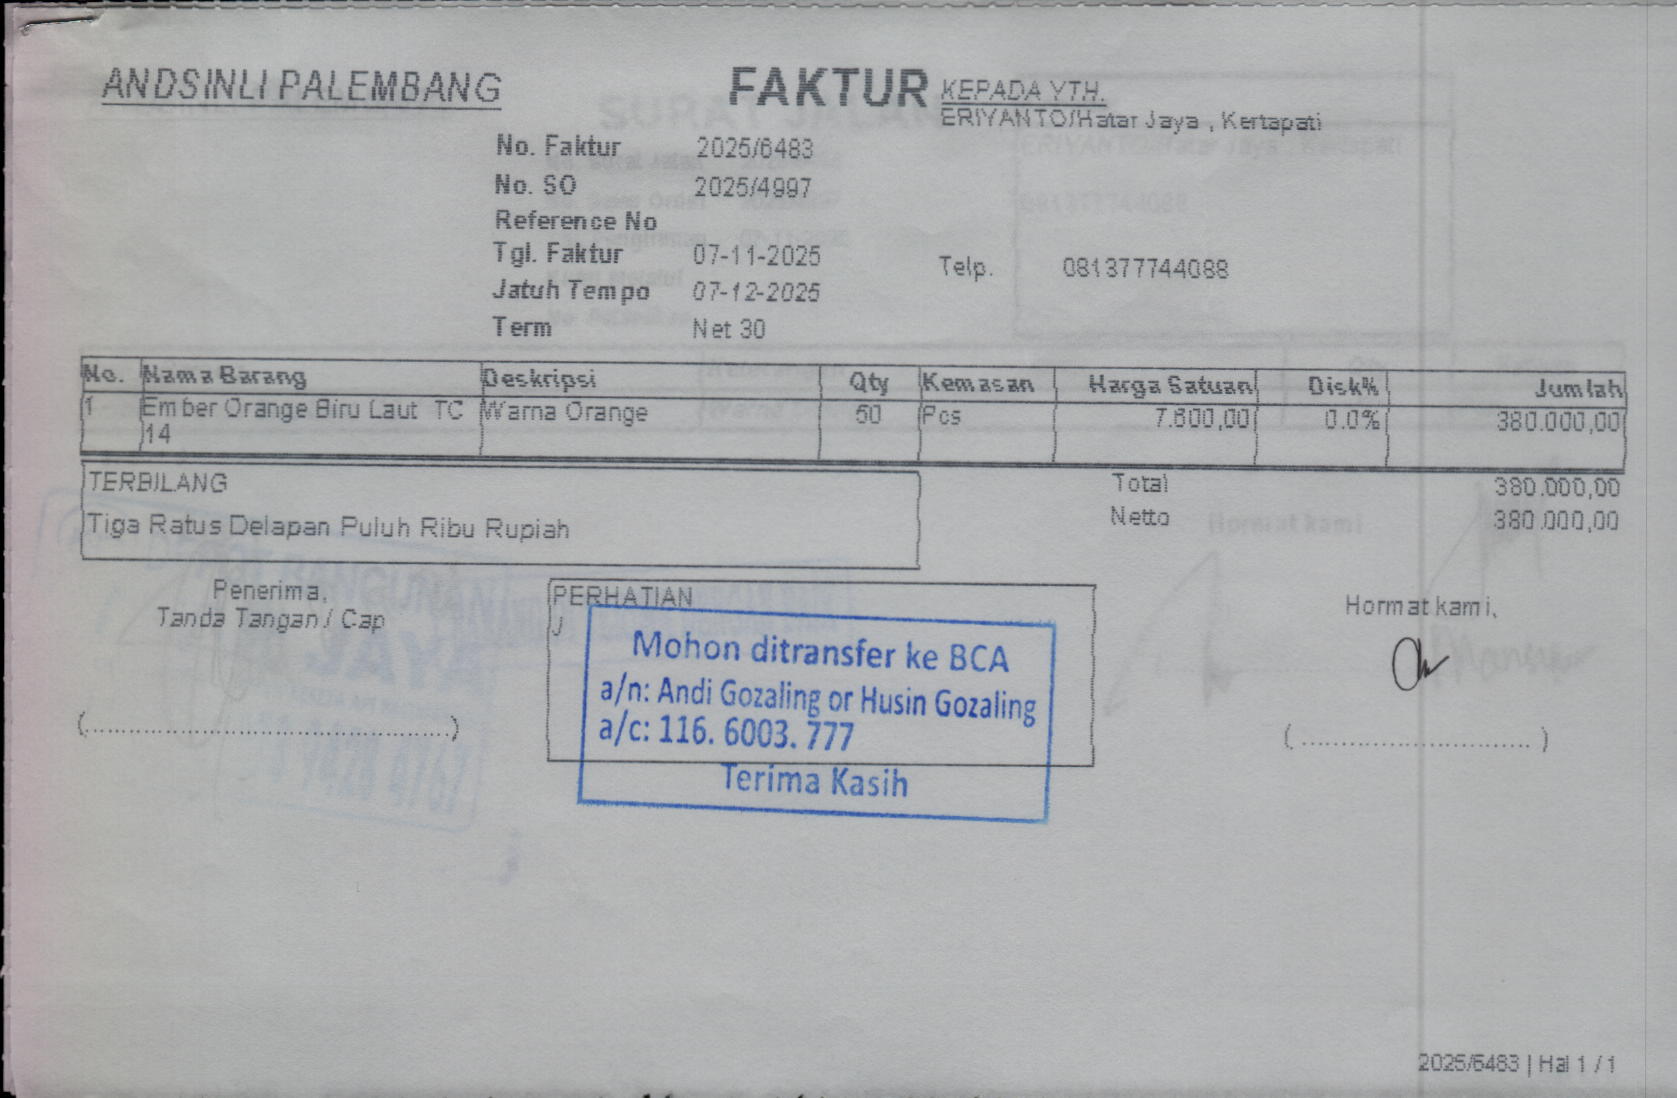 ANDSINLI PALEMBANG
FAKTUR
KEPADA YTH.
ERIYANTO/Hatar Jaya , Kertapati
No. Faktur 2025/6483
No. SO 2025/4997
Reference No
Tgl. Faktur 07-11-2025
Telp. 081377744088
Jatuh Tempo 07-12-2025
Term Net 30
No. Nama Barang Deskripsi Qty Kemasan Harga Satuan Disk% Jumlah
1 Ember Orange Biru Laut TC Warna Orange 50 Pcs 7.600,00 0.0% 380.000,00
14
TERBILANG
Total 380.000,00
Tiga Ratus Delapan Puluh Ribu Rupiah
Netto 380.000,00
Penerima,
Tanda Tangan / Cap
(............................................)
PERHATIAN
J
Mohon ditransfer ke BCA
a/n: Andi Gozaling or Husin Gozaling
a/c: 116. 6003. 777
Terima Kasih
Hormat kami,
( ............................ )
2025/6483 | Hal 1 / 1